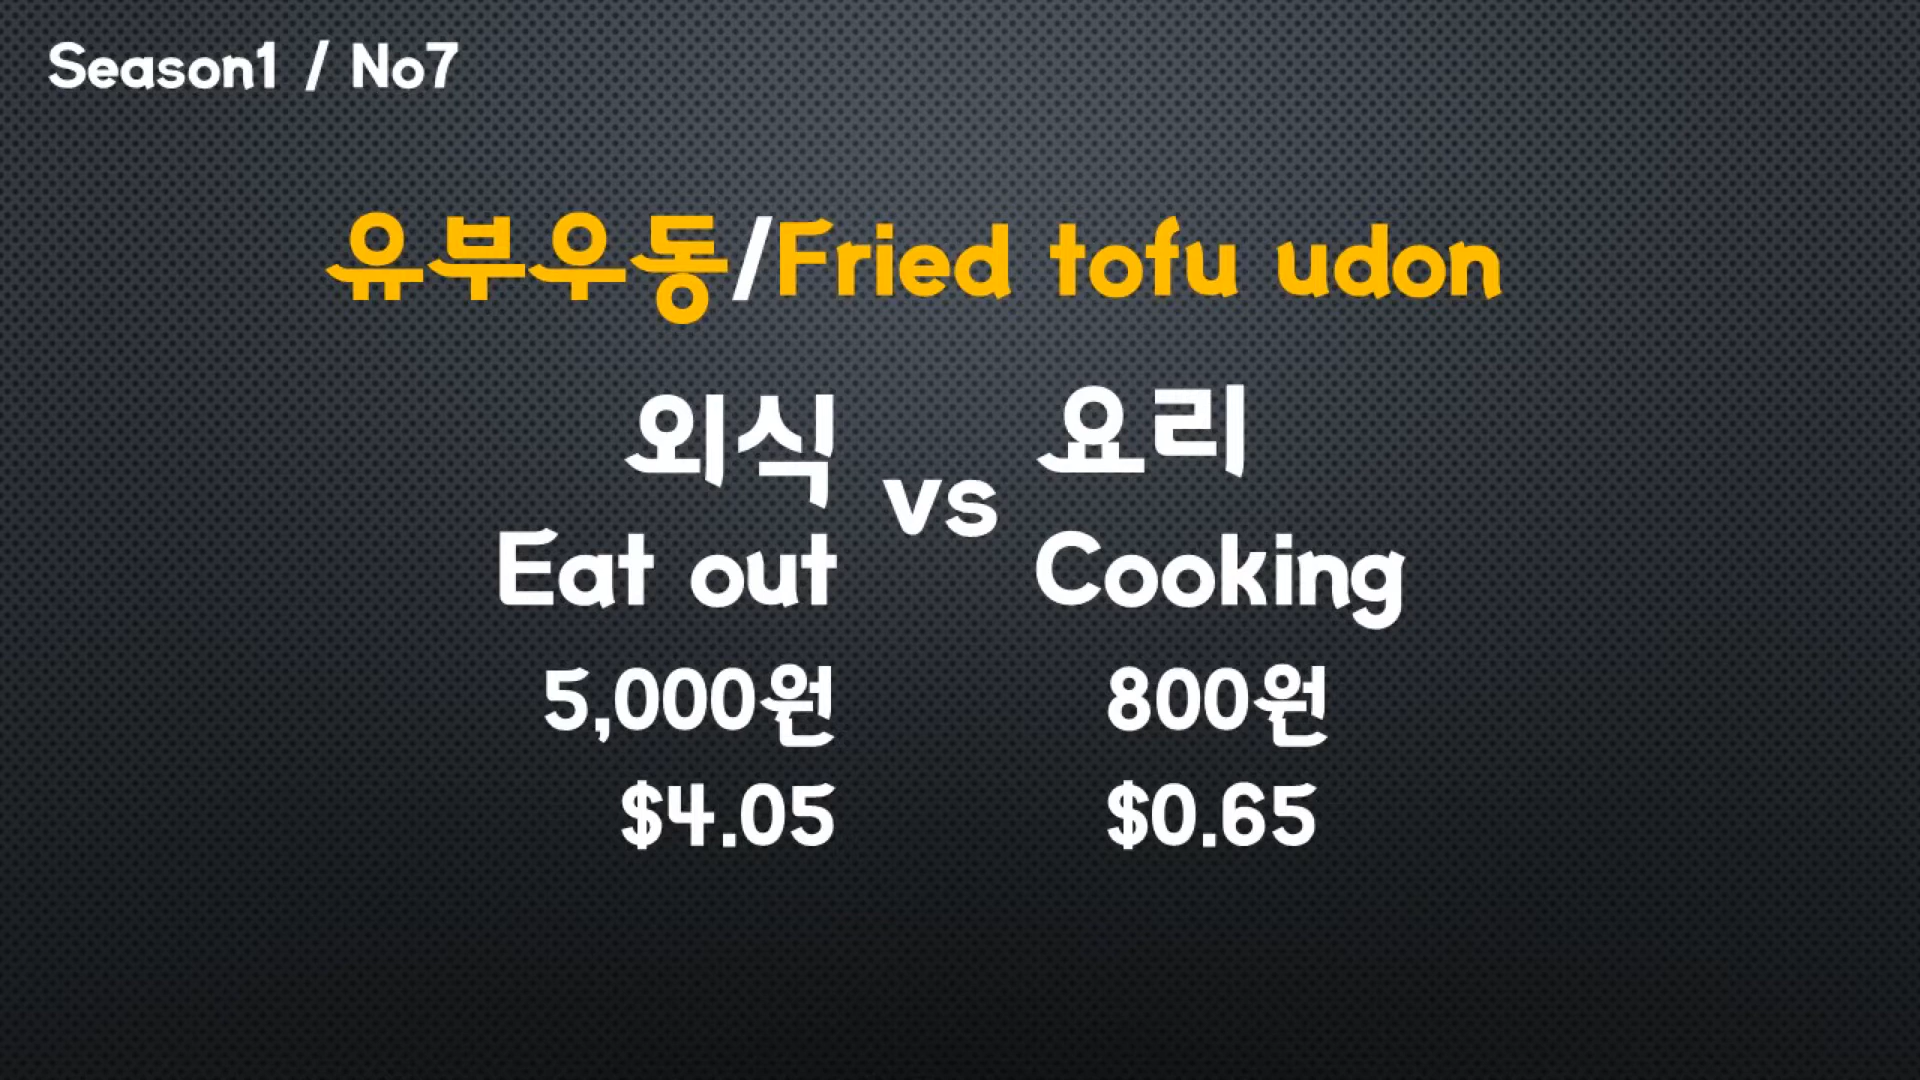 Season1 / No7
유부우동/Fried tofu udon
외식 vs 요리
Eat out Cooking
5,000원 800원
$4.05 $0.65